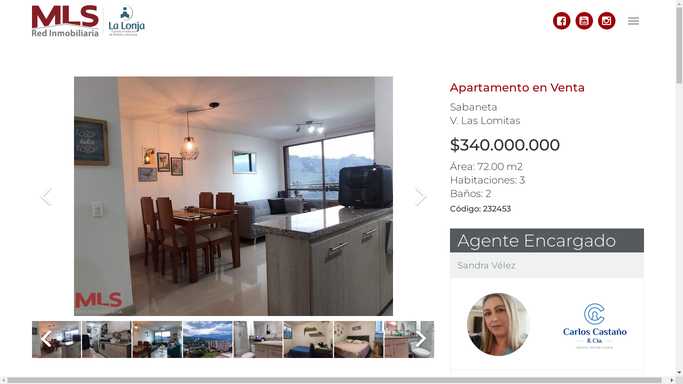 MLS
Red Inmobiliaria
La Lonja
Apartamento en Venta
Sabaneta
V. Las Lomitas
$340.000.000
Área: 72.00 m2
Habitaciones: 3
Baños: 2
Código: 232453
Agente Encargado
Sandra Vélez
MLS
Carlos Castaño
& Cía.